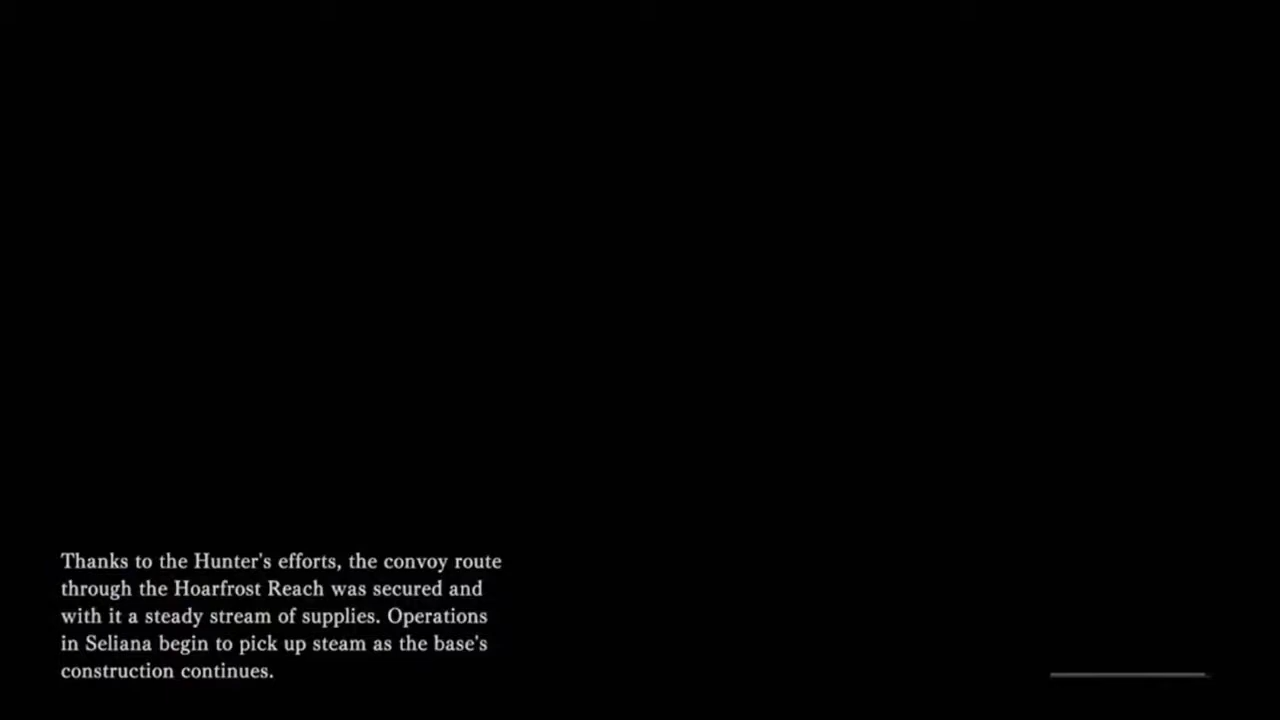 Thanks to the Hunter's efforts, the convoy route
through the Hoarfrost Reach was secured and
with it a steady stream of supplies. Operations
in Seliana begin to pick up steam as the base's
construction continues.